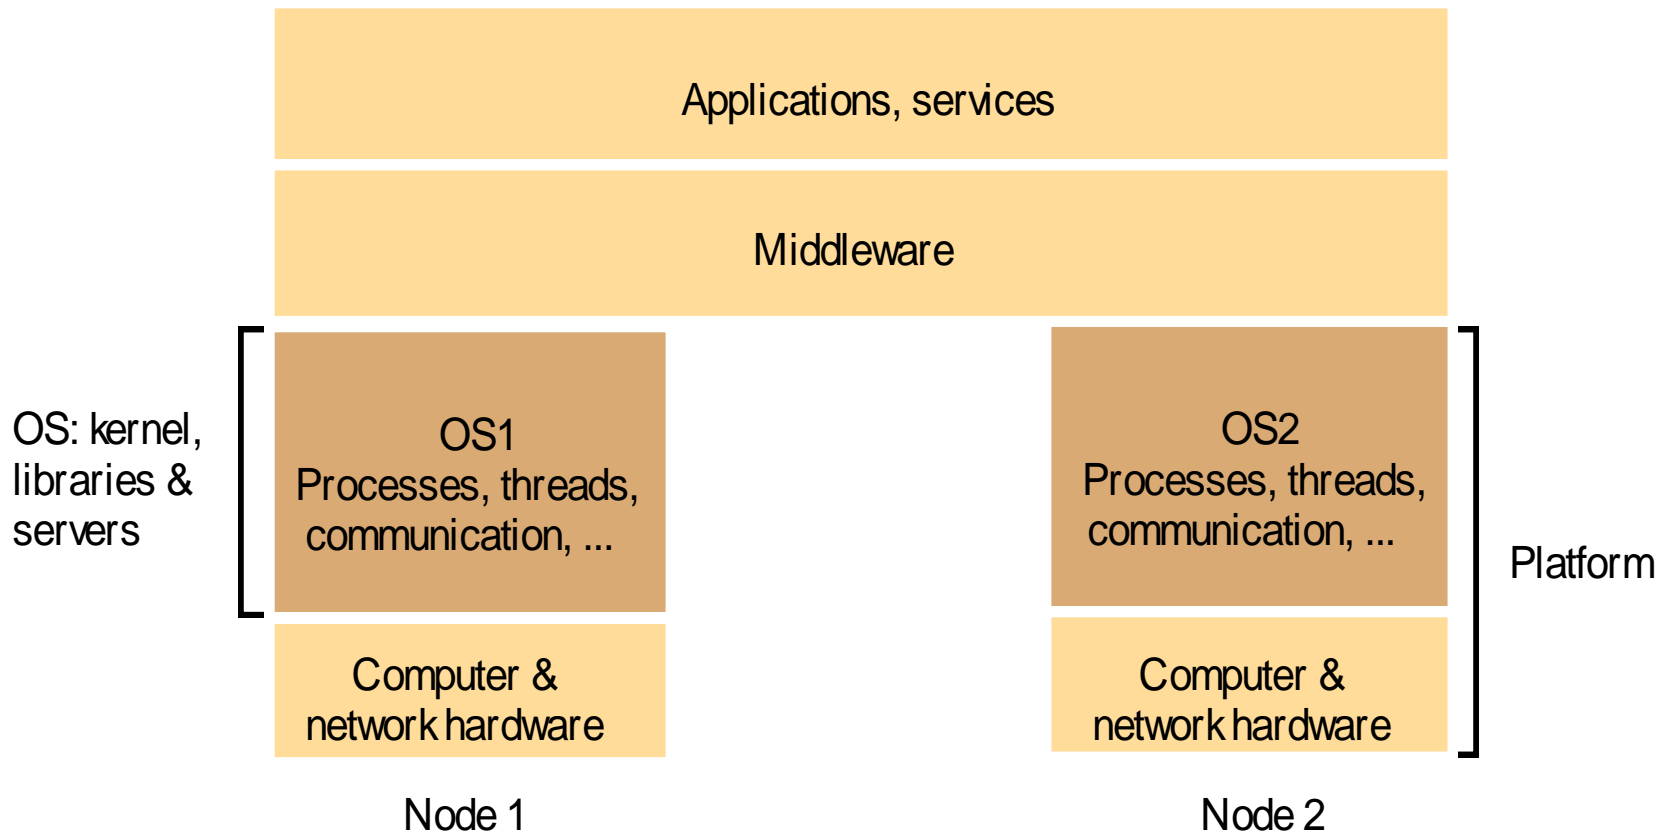 Applications, services
Middleware
OS: kernel,
libraries &
servers
OS1
Processes, threads,
communication, ...
OS2
Processes, threads,
communication, ...
Platform
Computer &
network hardware
Computer &
network hardware
Node 1
Node 2